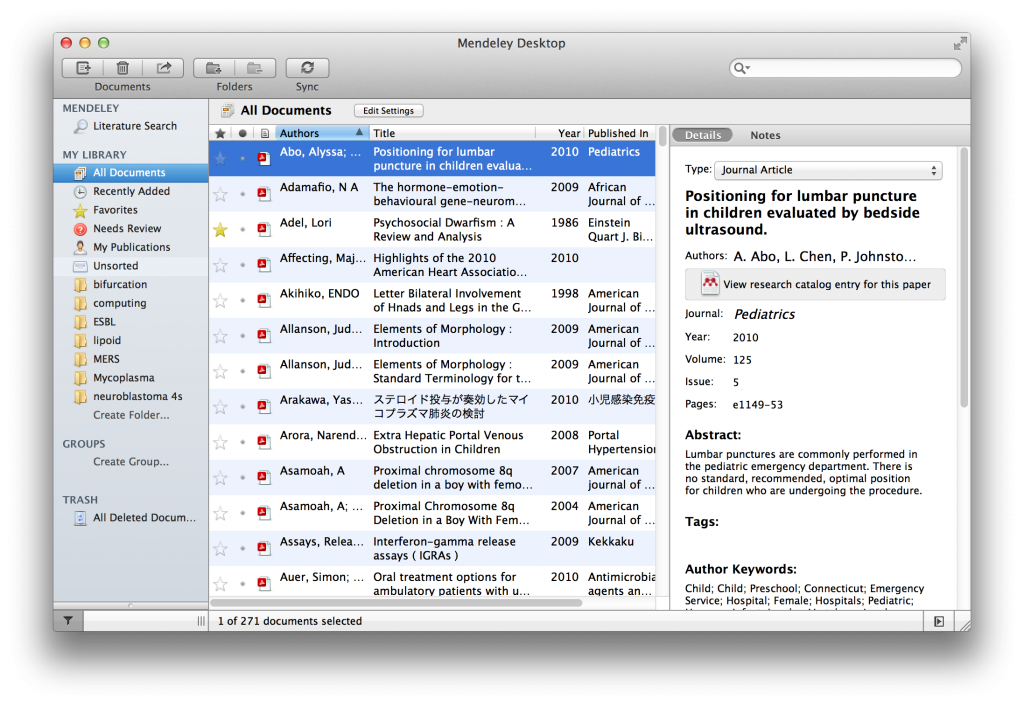 Mendeley Desktop
Documents
Folders
Sync
MENDELEY
Literature Search
MY LIBRARY
All Documents
Recently Added
Favorites
Needs Review
My Publications
Unsorted
bifurcation
computing
ESBL
lipoid
MERS
Mycoplasma
neuroblastoma 4s
Create Folder...
GROUPS
Create Group...
TRASH
All Deleted Docum...
All Documents
Edit Settings
Authors Title Year Published In
Abo, Alyssa; ... Positioning for lumbar 2010 Pediatrics
puncture in children evalua...
Adamafio, N A The hormone-emotion- 2009 African
behavioural gene-neurom... Journal of ...
Adel, Lori Psychosocial Dwarfism : A 1986 Einstein
Review and Analysis Quart J. Bi...
Affecting, Maj... Highlights of the 2010 2010
American Heart Associatio...
Akihiko, ENDO Letter Bilateral Involvement 1998 American
of Hnads and Legs in the G... Journal of ...
Allanson, Jud... Elements of Morphology : 2009 American
Introduction Journal of ...
Allanson, Jud... Elements of Morphology : 2009 American
Standard Terminology for t... Journal of ...
Arakawa, Yas... ステロイド投与が奏効したマイ 2010 小児感染免疫
コプラズマ肺炎の検討
Arora, Narend... Extra Hepatic Portal Venous 2008 Portal
Obstruction in Children Hypertension
Asamoah, A Proximal chromosome 8q 2007 American
deletion in a boy with femo... Journal of ...
Asamoah, A; ... Proximal Chromosome 8q 2004 American
Deletion in a Boy With Fem... Journal of ...
Assays, Relea... Interferon-gamma release 2009 Kekkaku
assays ( IGRAs )
Auer, Simon; ... Oral treatment options for 2010 Antimicrobia
ambulatory patients with u... agents an...
1 of 271 documents selected
Details Notes
Type: Journal Article
Positioning for lumbar puncture
in children evaluated by bedside
ultrasound.
Authors: A. Abo, L. Chen, P. Johnsto...
View research catalog entry for this paper
Journal: Pediatrics
Year: 2010
Volume: 125
Issue: 5
Pages: e1149-53
Abstract:
Lumbar punctures are commonly performed in
the pediatric emergency department. There is
no standard, recommended, optimal position
for children who are undergoing the procedure.
Tags:
Author Keywords:
Child; Child; Preschool; Connecticut; Emergency
Service; Hospital; Female; Hospitals; Pediatric;